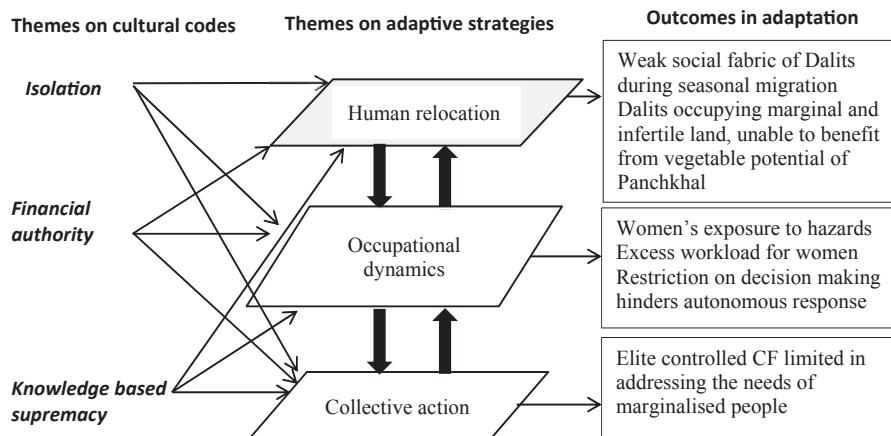 Themes on cultural codes
Themes on adaptive strategies
Outcomes in adaptation
Isolation
Financial
authority
Knowledge based
supremacy
Human relocation
Occupational
dynamics
Collective action
Weak social fabric of Dalits
during seasonal migration
Dalits occupying marginal and
infertile land, unable to benefit
from vegetable potential of
Panchkhal
Women’s exposure to hazards
Excess workload for women
Restriction on decision making
hinders autonomous response
Elite controlled CF limited in
addressing the needs of
marginalised people